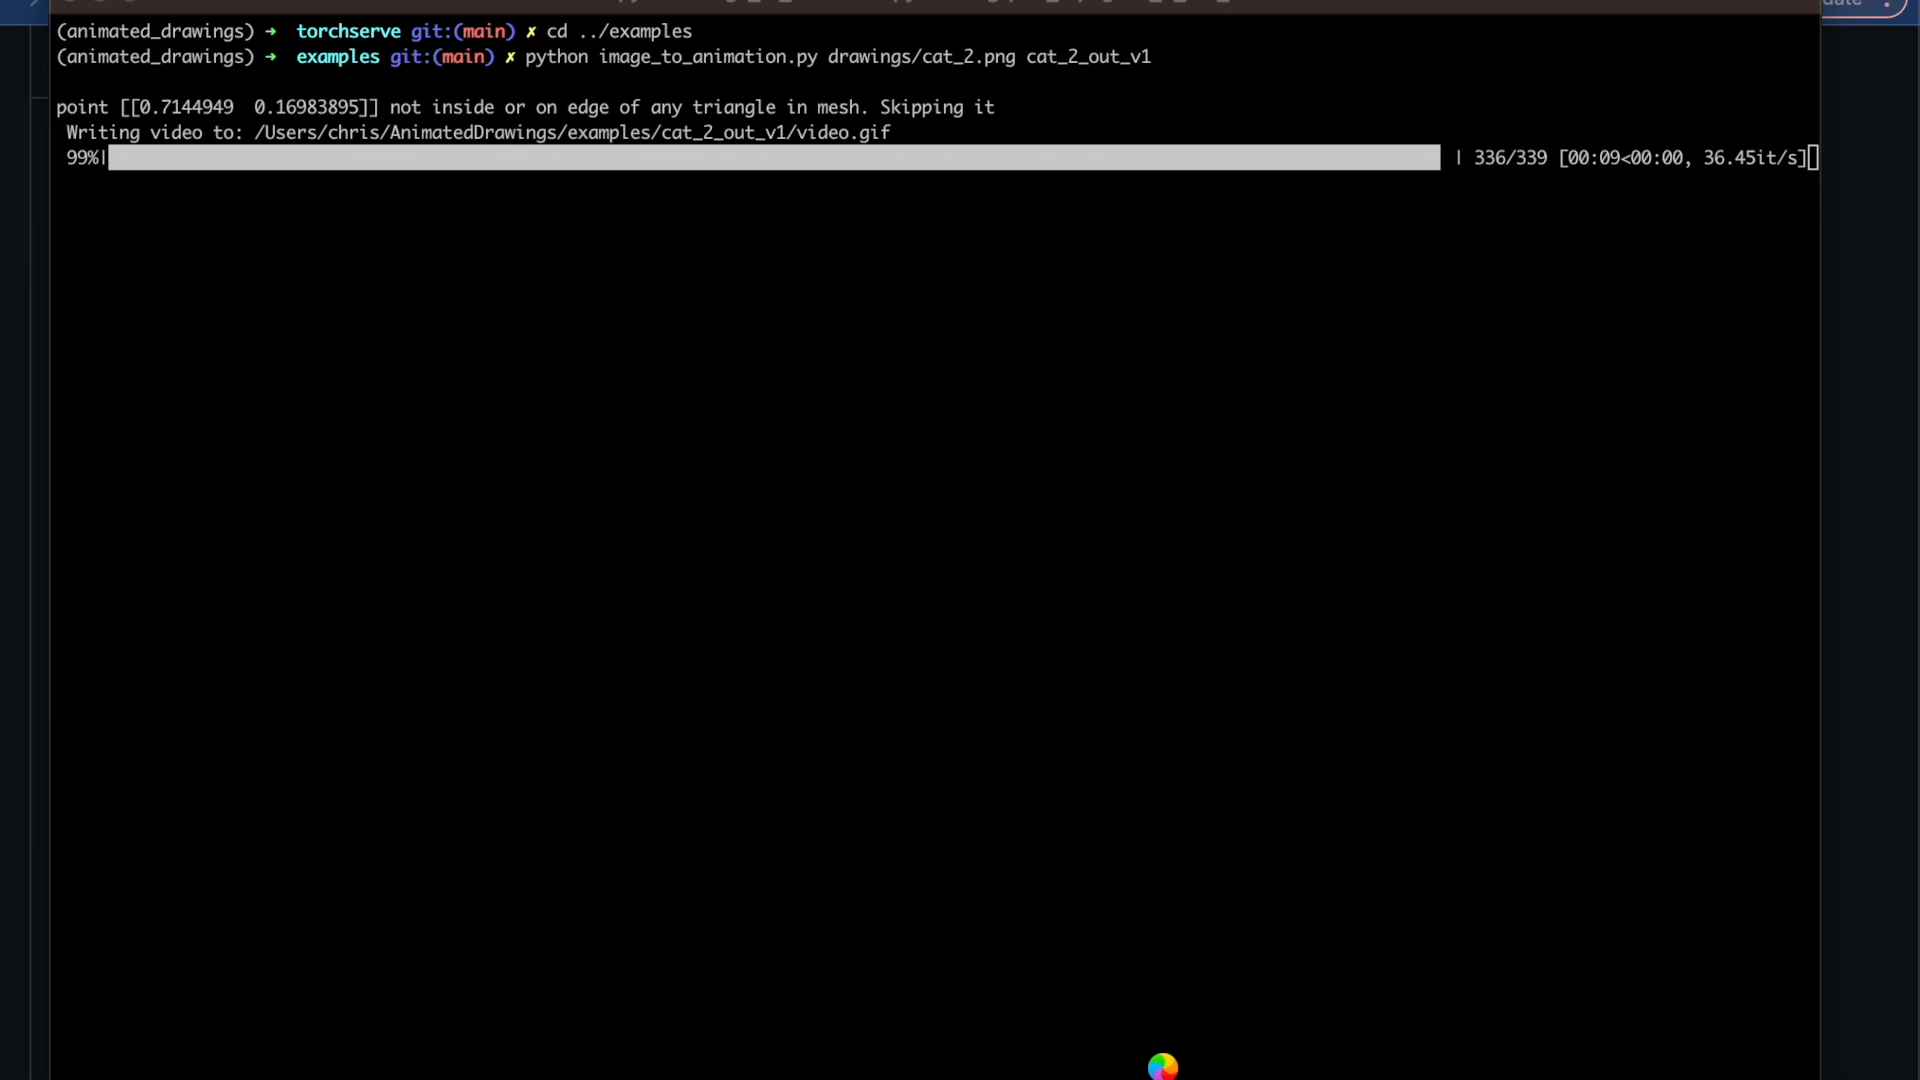 (animated_drawings) ➜ torchserve git:(main) ✗ cd ../examples
(animated_drawings) ➜ examples git:(main) ✗ python image_to_animation.py drawings/cat_2.png cat_2_out_v1
point [[0.7144949 0.16983895]] not inside or on edge of any triangle in mesh. Skipping it
Writing video to: /Users/chris/AnimatedDrawings/examples/cat_2_out_v1/video.gif
99%| | 336/339 [00:09<00:00, 36.45it/s]